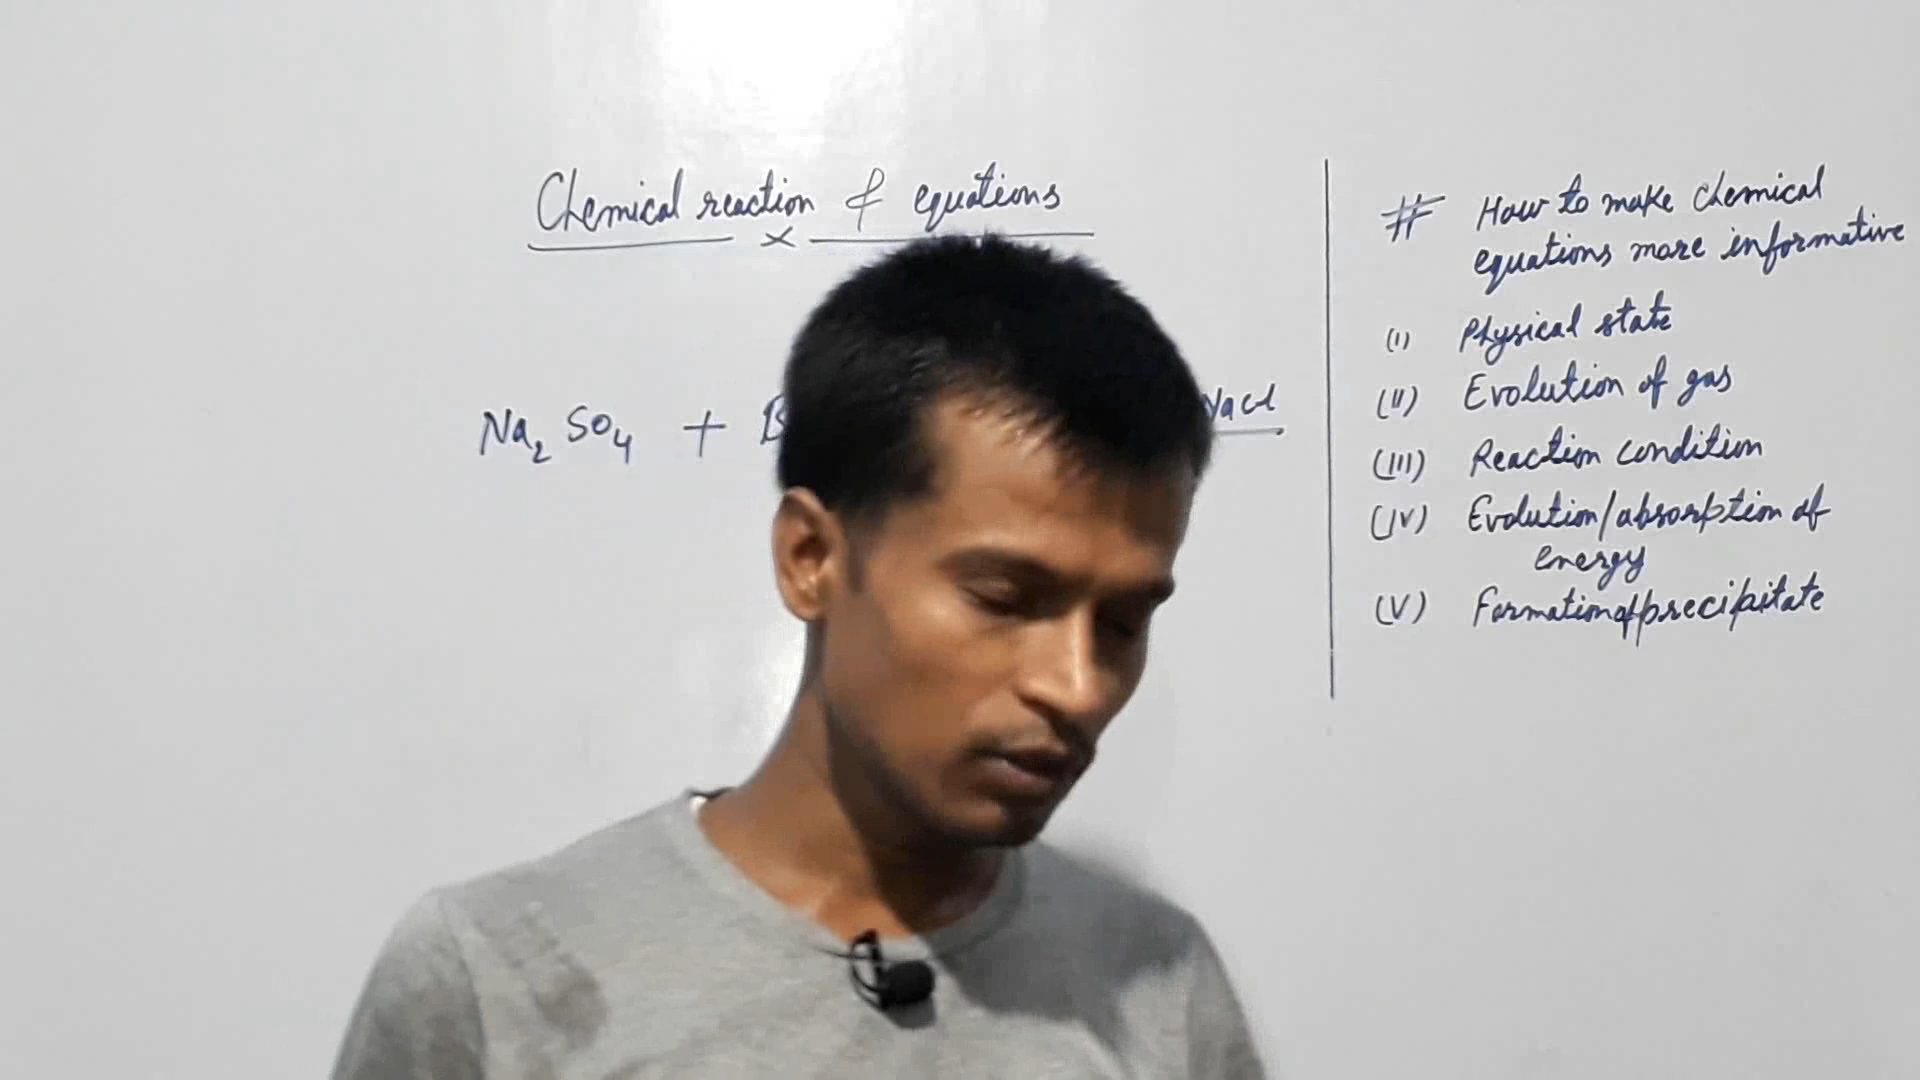 Chemical reaction & equations
Na2 SO4 + B
NaCl
# How to make chemical
equations more informative
(I) Physical state
(II) Evolution of gas
(III) Reaction condition
(IV) Evolution/absorption of
energy
(V) Formation of precipitate